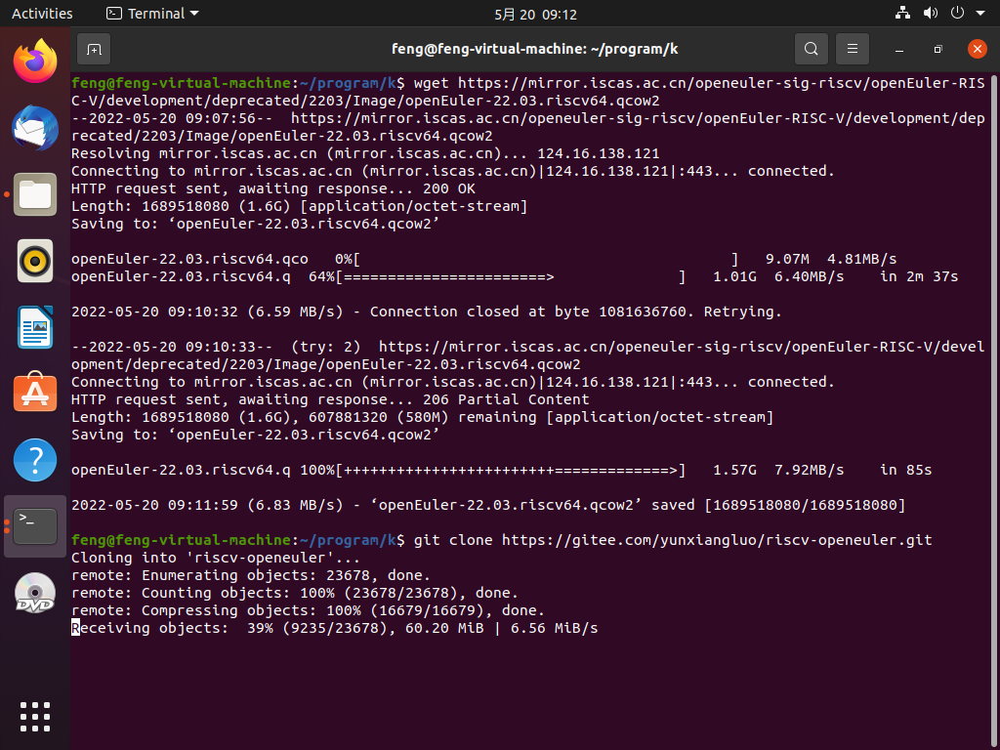 Activities
Terminal
5月 20 09:12
feng@feng-virtual-machine: ~/program/k
feng@feng-virtual-machine:~/program/k$ wget https://mirror.iscas.ac.cn/openeuler-sig-riscv/openEuler-RIS
C-V/development/deprecated/2203/Image/openEuler-22.03.riscv64.qcow2
--2022-05-20 09:07:56--  https://mirror.iscas.ac.cn/openeuler-sig-riscv/openEuler-RISC-V/development/dep
recated/2203/Image/openEuler-22.03.riscv64.qcow2
Resolving mirror.iscas.ac.cn (mirror.iscas.ac.cn)... 124.16.138.121
Connecting to mirror.iscas.ac.cn (mirror.iscas.ac.cn)|124.16.138.121|:443... connected.
HTTP request sent, awaiting response... 200 OK
Length: 1689518080 (1.6G) [application/octet-stream]
Saving to: ‘openEuler-22.03.riscv64.qcow2’
openEuler-22.03.riscv64.qco   0%[                                          ]   9.07M  4.81MB/s
openEuler-22.03.riscv64.q  64%[=======================>              ]   1.01G  6.40MB/s    in 2m 37s
2022-05-20 09:10:32 (6.59 MB/s) - Connection closed at byte 1081636760. Retrying.
--2022-05-20 09:10:33--  (try: 2)  https://mirror.iscas.ac.cn/openeuler-sig-riscv/openEuler-RISC-V/devel
opment/deprecated/2203/Image/openEuler-22.03.riscv64.qcow2
Connecting to mirror.iscas.ac.cn (mirror.iscas.ac.cn)|124.16.138.121|:443... connected.
HTTP request sent, awaiting response... 206 Partial Content
Length: 1689518080 (1.6G), 607881320 (580M) remaining [application/octet-stream]
Saving to: ‘openEuler-22.03.riscv64.qcow2’
openEuler-22.03.riscv64.q 100%[++++++++++++++++++++++++=============>]   1.57G  7.92MB/s    in 85s
2022-05-20 09:11:59 (6.83 MB/s) - ‘openEuler-22.03.riscv64.qcow2’ saved [1689518080/1689518080]
feng@feng-virtual-machine:~/program/k$ git clone https://gitee.com/yunxiangluo/riscv-openeuler.git
Cloning into 'riscv-openeuler'...
remote: Enumerating objects: 23678, done.
remote: Counting objects: 100% (23678/23678), done.
remote: Compressing objects: 100% (16679/16679), done.
Receiving objects:  39% (9235/23678), 60.20 MiB | 6.56 MiB/s
DVD